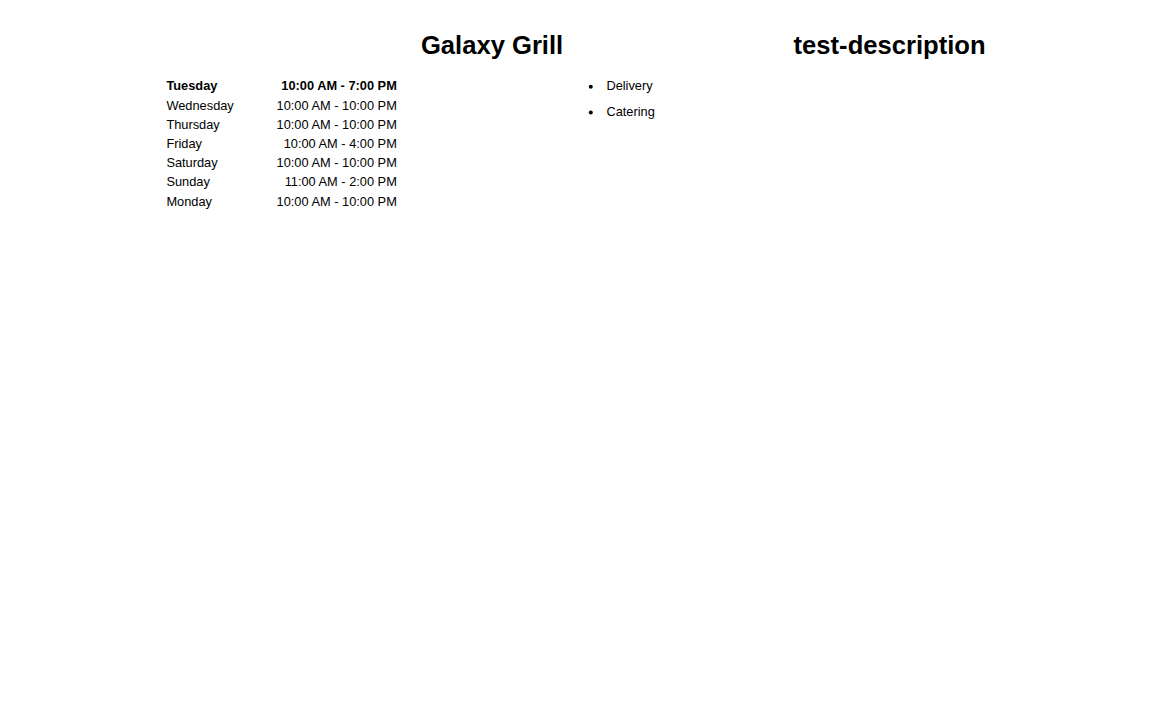 Galaxy Grill
test-description
Tuesday 10:00 AM - 7:00 PM
Wednesday 10:00 AM - 10:00 PM
Thursday 10:00 AM - 10:00 PM
Friday 10:00 AM - 4:00 PM
Saturday 10:00 AM - 10:00 PM
Sunday 11:00 AM - 2:00 PM
Monday 10:00 AM - 10:00 PM
• Delivery
• Catering